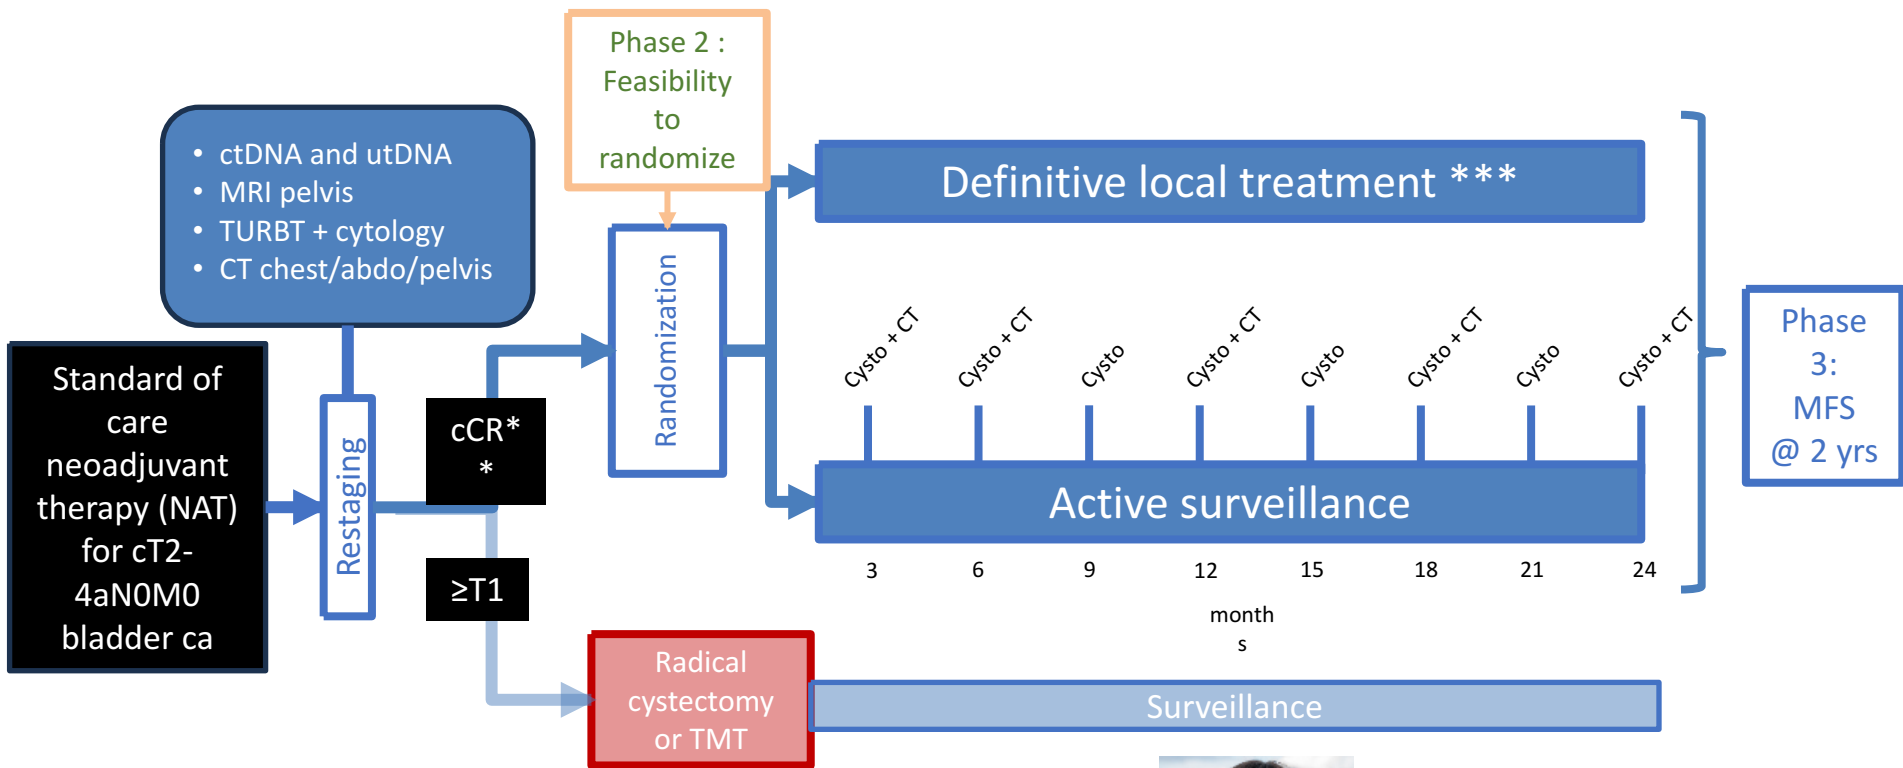 Phase 2 :
Feasibility
to
randomize
• ctDNA and utDNA
• MRI pelvis
• TURBT + cytology
• CT chest/abdo/pelvis
Standard of
care
neoadjuvant
therapy (NAT)
for cT2-
4aN0M0
bladder ca
Restaging
cCR*
*
≥T1
Randomization
Definitive local treatment ***
Cysto + CT
Cysto + CT
Cysto
Cysto + CT
Cysto
Cysto + CT
Cysto
Cysto + CT
Active surveillance
3
6
9
12
15
18
21
24
month
s
Phase
3:
MFS
@ 2 yrs
Radical
cystectomy
or TMT
Surveillance